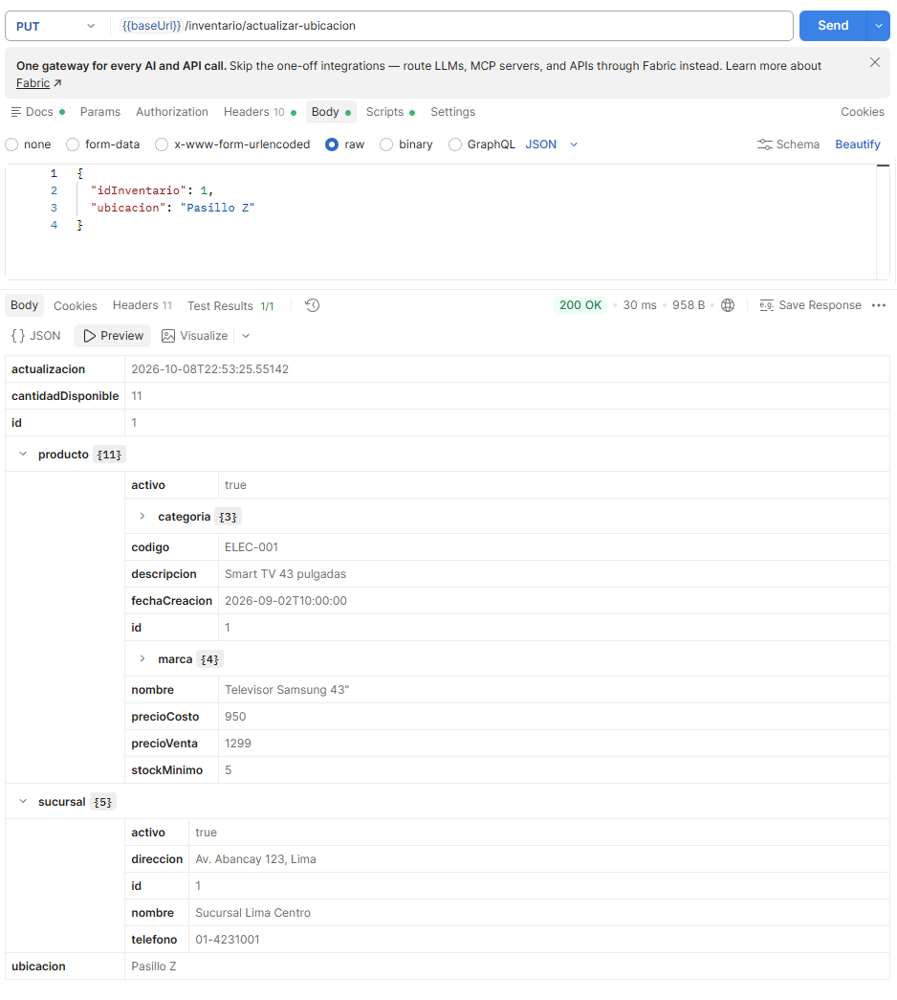 PUT {{baseUrl}} /inventario/actualizar-ubicacion Send
One gateway for every AI and API call. Skip the one-off integrations — route LLMs, MCP servers, and APIs through Fabric instead. Learn more about
Fabric ↗
Docs Params Authorization Headers 10 Body Scripts Settings Cookies
none form-data x-www-form-urlencoded raw binary GraphQL JSON Schema Beautify
1 {
2 "idInventario": 1,
3 "ubicacion": "Pasillo Z"
4 }
Body Cookies Headers 11 Test Results 1/1 200 OK • 30 ms • 958 B • e.g. Save Response •••
{} JSON Preview Visualize
actualizacion 2026-10-08T22:53:25.55142
cantidadDisponible 11
id 1
producto {11}
activo true
categoria {3}
codigo ELEC-001
descripcion Smart TV 43 pulgadas
fechaCreacion 2026-09-02T10:00:00
id 1
marca {4}
nombre Televisor Samsung 43"
precioCosto 950
precioVenta 1299
stockMinimo 5
sucursal {5}
activo true
direccion Av. Abancay 123, Lima
id 1
nombre Sucursal Lima Centro
telefono 01-4231001
ubicacion Pasillo Z